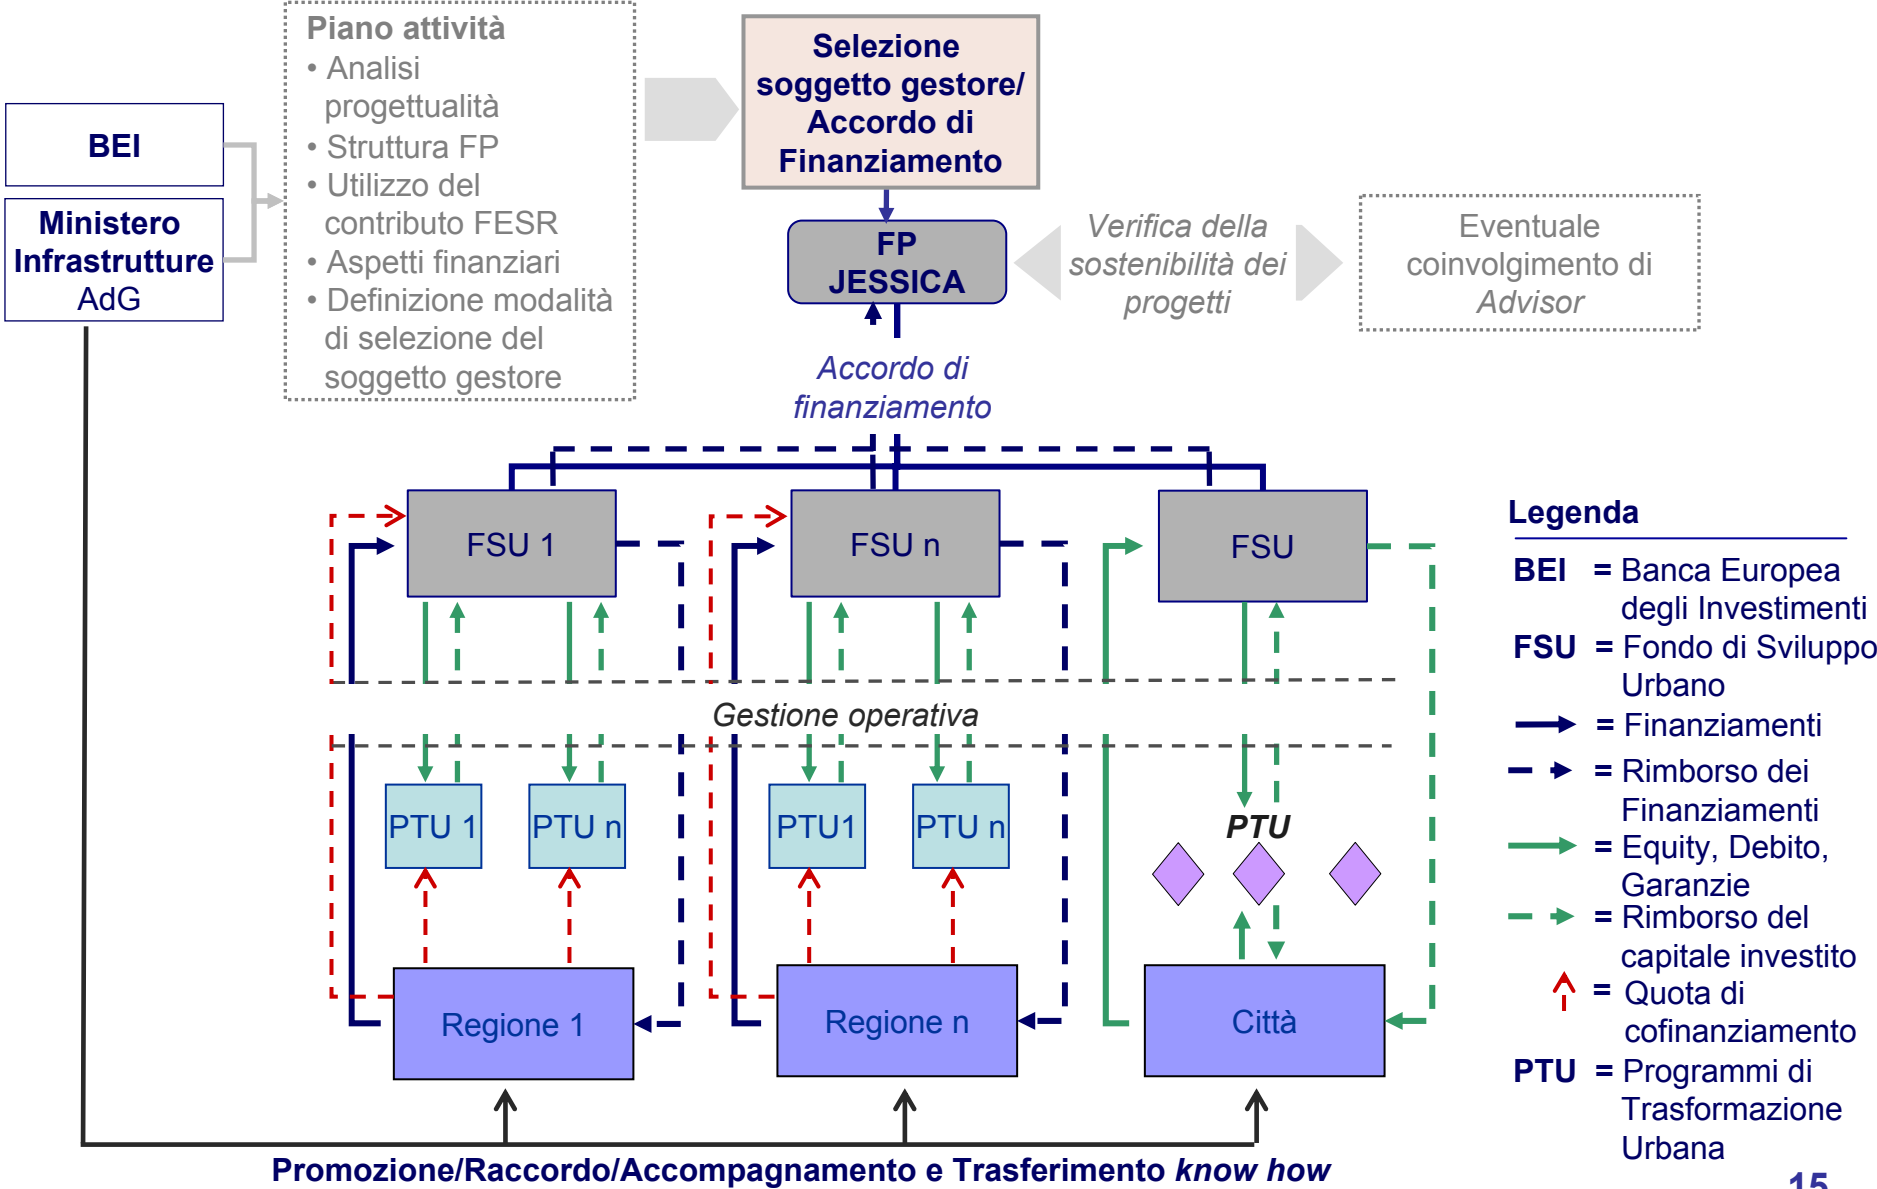 BEI
Ministero
Infrastrutture
AdG
Piano attività
• Analisi
progettualità
• Struttura FP
• Utilizzo del
contributo FESR
• Aspetti finanziari
• Definizione modalità
di selezione del
soggetto gestore
Selezione
soggetto gestore/
Accordo di
Finanziamento
FP
JESSICA
Verifica della
sostenibilità dei
progetti
Eventuale
coinvolgimento di
Advisor
Accordo di
finanziamento
FSU 1
FSU n
FSU
Gestione operativa
PTU 1
PTU n
PTU1
PTU n
PTU
Regione 1
Regione n
Città
Promozione/Raccordo/Accompagnamento e Trasferimento know how
Legenda
BEI = Banca Europea
degli Investimenti
FSU = Fondo di Sviluppo
Urbano
= Finanziamenti
= Rimborso dei
Finanziamenti
= Equity, Debito,
Garanzie
= Rimborso del
capitale investito
= Quota di
cofinanziamento
PTU = Programmi di
Trasformazione
Urbana
15